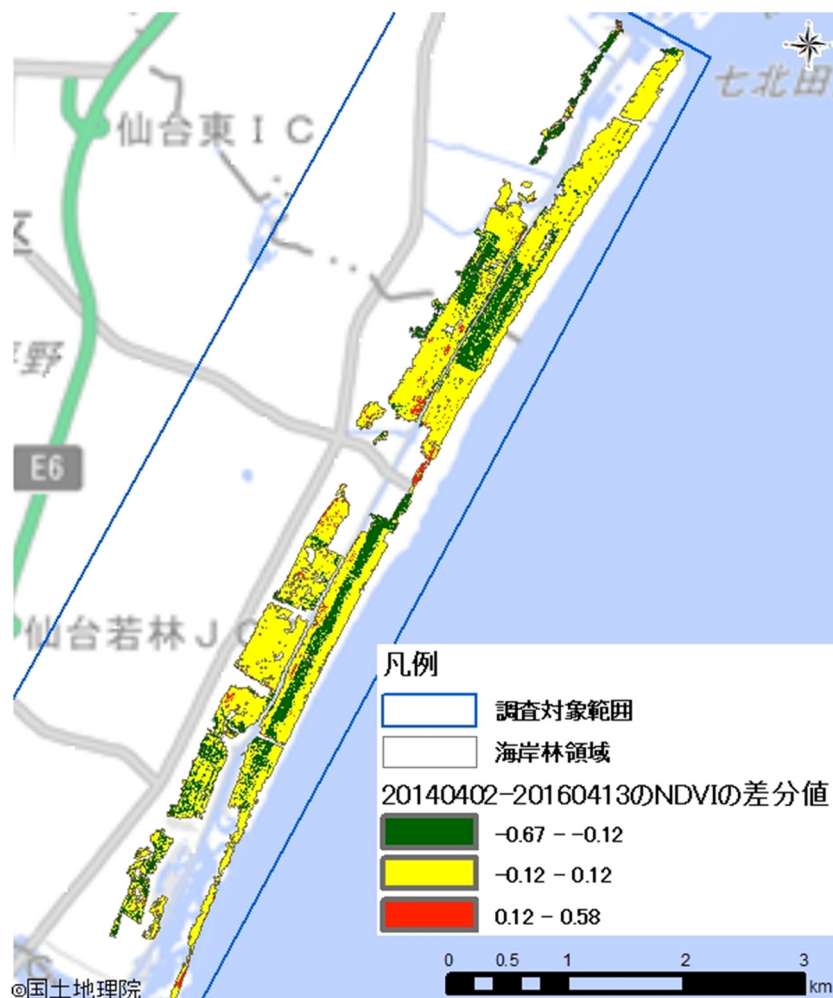 七北田
仙台東IC
区
野
E6
仙台若林J
凡例
調査対象範囲
海岸林領域
20140402-20160413のNDVIの差分値
-0.67 - -0.12
-0.12 - 0.12
0.12 - 0.58
0 0.5 1 2 3
km
©国土地理院